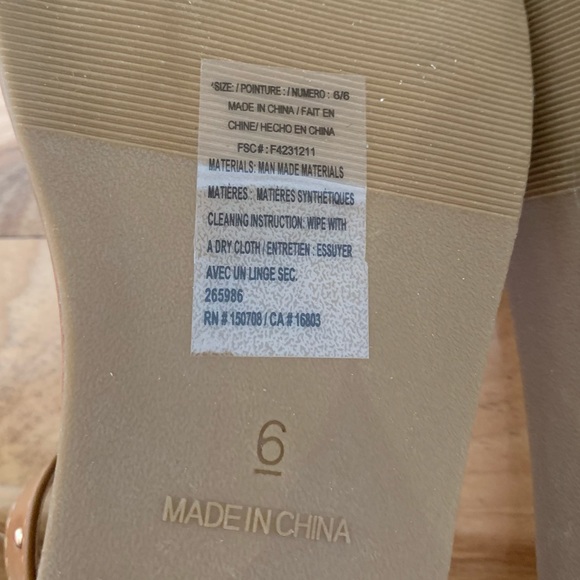 *SIZE: / POINTURE : / NUMERO : 6/6
MADE IN CHINA / FAIT EN
CHINE/ HECHO EN CHINA
FSC# : F4231211
MATERIALS: MAN MADE MATERIALS
MATIÈRES : MATIÈRES SYNTHÉTIQUES
CLEANING INSTRUCTION: WIPE WITH
A DRY CLOTH / ENTRETIEN : ESSUYER
AVEC UN LINGE SEC.
265986
RN # 150708 / CA # 16803
6
MADE IN CHINA